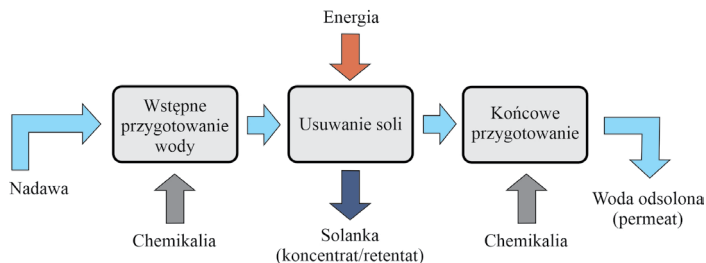 Energia
Wstępne
przygotowanie
wody
Usuwanie soli
Końcowe
przygotowanie
Nadawa
Chemikalia
Solanka
(koncentrat/retentat)
Chemikalia
Woda odsolona
(permeat)